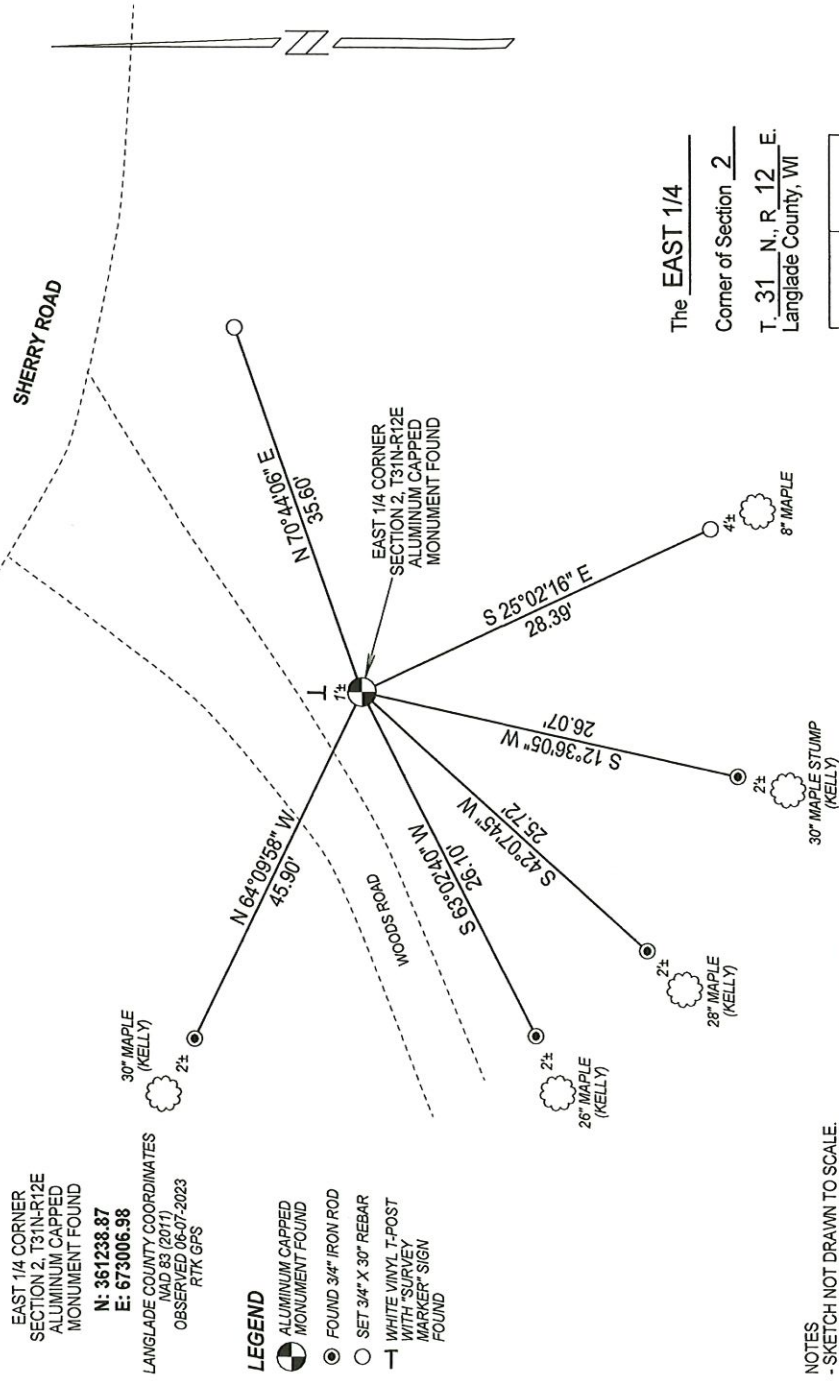 EAST 1/4 CORNER
SECTION 2, T31N-R12E
ALUMINUM CAPPED
MONUMENT FOUND
N: 361238.87
E: 673006.98
LANGLADE COUNTY COORDINATES
NAD 83 (2011)
OBSERVED 06-07-2023
RTK GPS
LEGEND
ALUMINUM CAPPED
MONUMENT FOUND
FOUND 3/4" IRON ROD
SET 3/4" X 30" REBAR
WHITE VINYL T-POST
WITH "SURVEY
MARKER" SIGN
FOUND
SHERRY ROAD
N
30" MAPLE
(KELLY)
2'±
N 64°09'58" W
45.90'
N 70°44'06" E
35.60'
1'±
EAST 1/4 CORNER
SECTION 2, T31N-R12E
ALUMINUM CAPPED
MONUMENT FOUND
WOODS ROAD
S 63°02'40" W
26.10'
2'±
26" MAPLE
(KELLY)
S 42°07'45" W
25.72'
2'±
28" MAPLE
(KELLY)
S 12°36'05" W
26.07'
2'±
30" MAPLE STUMP
(KELLY)
S 25°02'16" E
28.39'
4'±
8" MAPLE
The EAST 1/4
Corner of Section 2
T. 31 N., R 12 E.
Langlade County, WI
NOTES
- SKETCH NOT DRAWN TO SCALE.